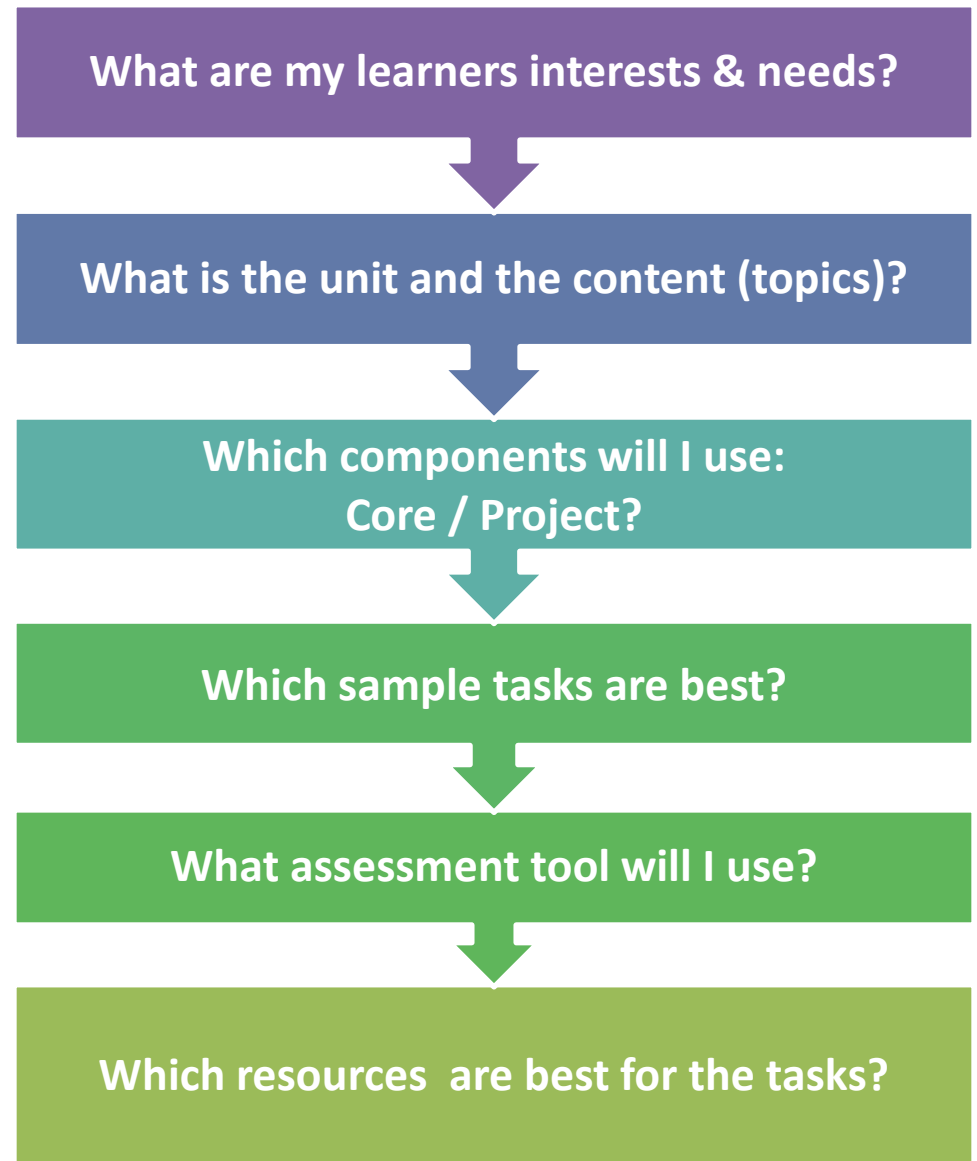 What are my learners interests & needs?
What is the unit and the content (topics)?
Which components will I use:
Core / Project?
Which sample tasks are best?
What assessment tool will I use?
Which resources  are best for the tasks?